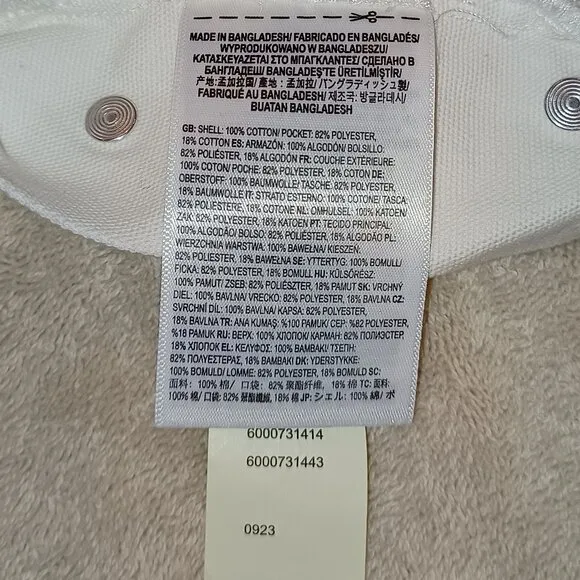 MADE IN BANGLADESH/ FABRICADO EN BANGLADÉS/
WYPRODUKOWANO W BANGLADESZU/
ΚΑΤΑΣΚΕΥΑΖΕΤΑΙ ΣΤΟ ΜΠΑΓΚΛΑΝΤΕΣ/ СДЕЛАНО В
БАНГЛАДЕШ/ BANGLADEŞ'TE ÜRETİLMİŞTİR/
产地:孟加拉国/ 產地:孟加拉/ バングラディッシュ製/
FABRIQUÉ AU BANGLADESH/ 제조국: 방글라데시/
BUATAN BANGLADESH
GB: SHELL: 100% COTTON/ POCKET: 82% POLYESTER,
18% COTTON ES: ARMAZÓN: 100% ALGODÓN/ BOLSILLO:
82% POLIÉSTER, 18% ALGODÓN FR: COUCHE EXTÉRIEURE:
100% COTON/ POCHE: 82% POLYESTER, 18% COTON DE:
OBERSTOFF: 100% BAUMWOLLE/ TASCHE: 82% POLYESTER,
18% BAUMWOLLE IT: STRATO ESTERNO: 100% COTONE/ TASCA:
82% POLIESTERE, 18% COTONE NL: OMHULSEL: 100% KATOEN/
ZAK: 82% POLYESTER, 18% KATOEN PT: TECIDO PRINCIPAL:
100% ALGODÃO/ BOLSO: 82% POLIÉSTER, 18% ALGODÃO PL:
WIERZCHNIA WARSTWA: 100% BAWEŁNA/ KIESZEŃ:
82% POLIESTER, 18% BAWEŁNA SE: YTTERTYG: 100% BOMULL/
FICKA: 82% POLYESTER, 18% BOMULL HU: KÜLSŐRÉSZ:
100% PAMUT/ ZSEB: 82% POLIÉSZTER, 18% PAMUT SK: VRCHNÝ
DIEL: 100% BAVLNA/ VRECKO: 82% POLYESTER, 18% BAVLNA CZ:
SVRCHNÍ DÍL: 100% BAVLNA/ KAPSA: 82% POLYESTER,
18% BAVLNA TR: ANA KUMAŞ: %100 PAMUK/ CEP: %82 POLYESTER,
%18 PAMUK RU: ВЕРХ: 100% ХЛОПОК/ КАРМАН: 82% ПОЛИЭСТЕР,
18% ХЛОПОК EL: ΚΕΛΥΦΟΣ: 100% ΒΑΜΒΑΚΙ/ ΤΣΕΠΗ:
82% ΠΟΛΥΕΣΤΕΡΑΣ, 18% ΒΑΜΒΑΚΙ DK: YDERSTYKKE:
100% BOMULD/ LOMME: 82% POLYESTER, 18% BOMULD SC:
面料: 100% 棉/ 口袋: 82% 聚酯纤维, 18% 棉 TC: 面料:
100% 棉/ 口袋: 82% 聚酯纖維, 18% 棉 JP: シェル: 100% 綿/ ポ
6000731414
6000731443
0923